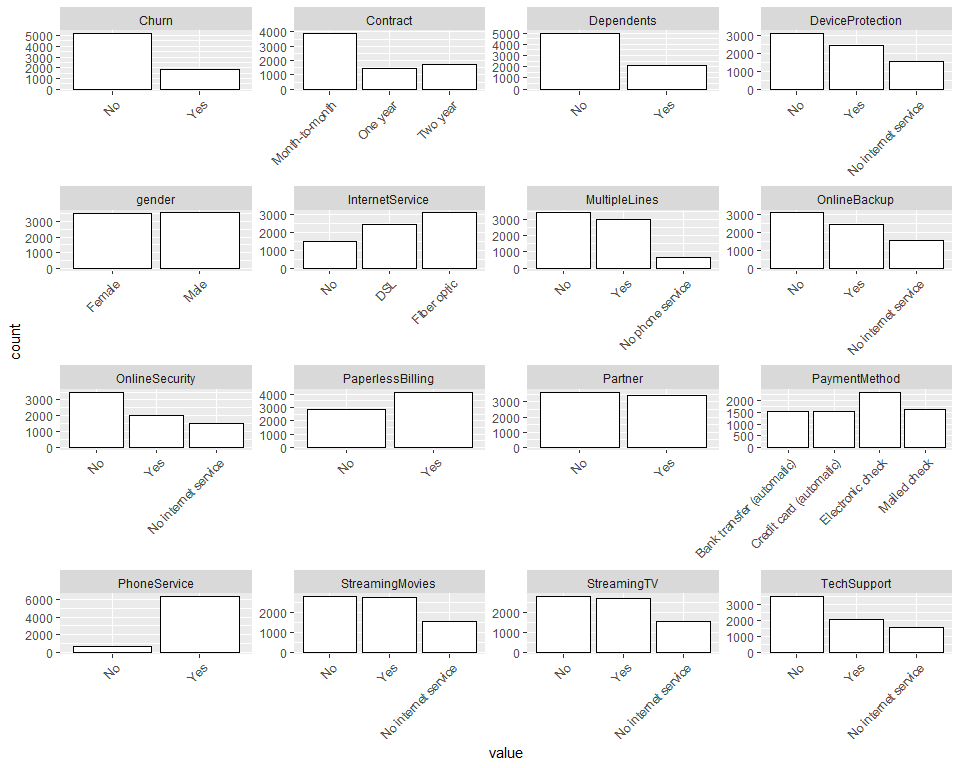 Churn
Contract
Dependents
DeviceProtection
5000
4000
3000
2000
1000
0
4000
3000
2000
1000
0
5000
4000
3000
2000
1000
0
3000
2000
1000
0
No
Yes
Month-to-month
One year
Two year
No
Yes
No
Yes
No internet service
gender
InternetService
MultipleLines
OnlineBackup
3000
2000
1000
0
3000
2000
1000
0
3000
2000
1000
0
3000
2000
1000
0
Female
Male
No
DSL
Fiber optic
No
Yes
No phone service
No
Yes
No internet service
count
OnlineSecurity
PaperlessBilling
Partner
PaymentMethod
3000
2000
1000
0
4000
3000
2000
1000
0
3000
2000
1000
0
2000
1500
1000
500
0
No
Yes
No internet service
No
Yes
No
Yes
Bank transfer (automatic)
Credit card (automatic)
Electronic check
Mailed check
PhoneService
StreamingMovies
StreamingTV
TechSupport
6000
4000
2000
0
2000
1000
0
2000
1000
0
3000
2000
1000
0
No
Yes
No
Yes
No internet service
No
Yes
No internet service
No
Yes
No internet service
value